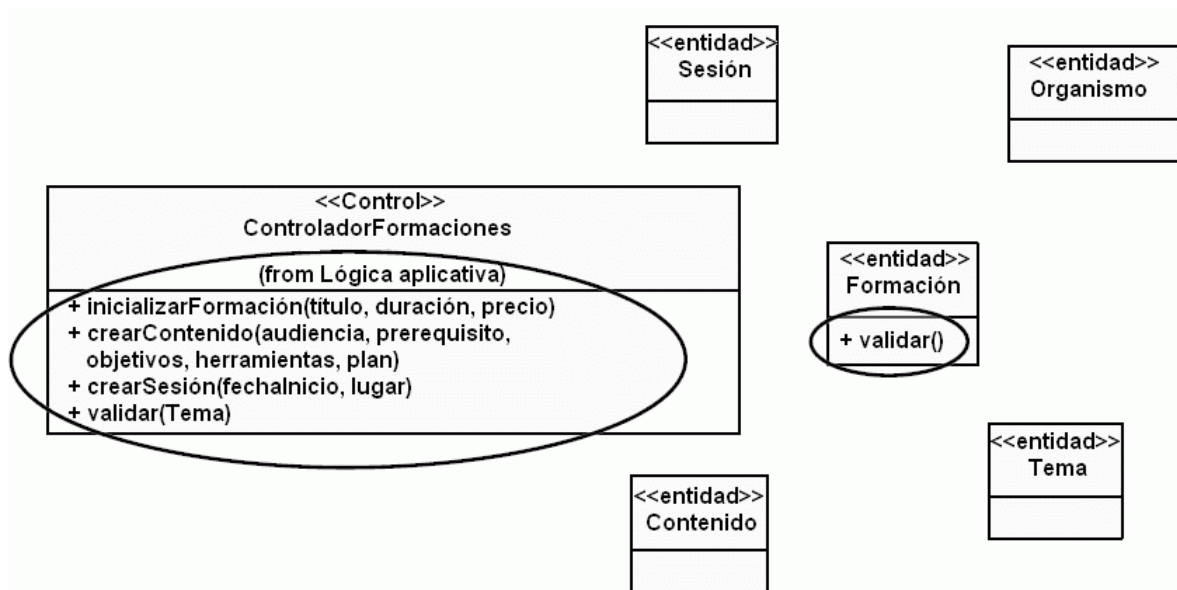 <<entidad>>
Sesión
<<entidad>>
Organismo
<<Control>>
ControladorFormaciones
(from Lógica aplicativa)
+ inicializarFormación(título, duración, precio)
+ crearContenido(audiencia, prerequisito,
objetivos, herramientas, plan)
+ crearSesión(fechaInicio, lugar)
+ validar(Tema)
<<entidad>>
Formación
+ validar()
<<entidad>>
Tema
<<entidad>>
Contenido